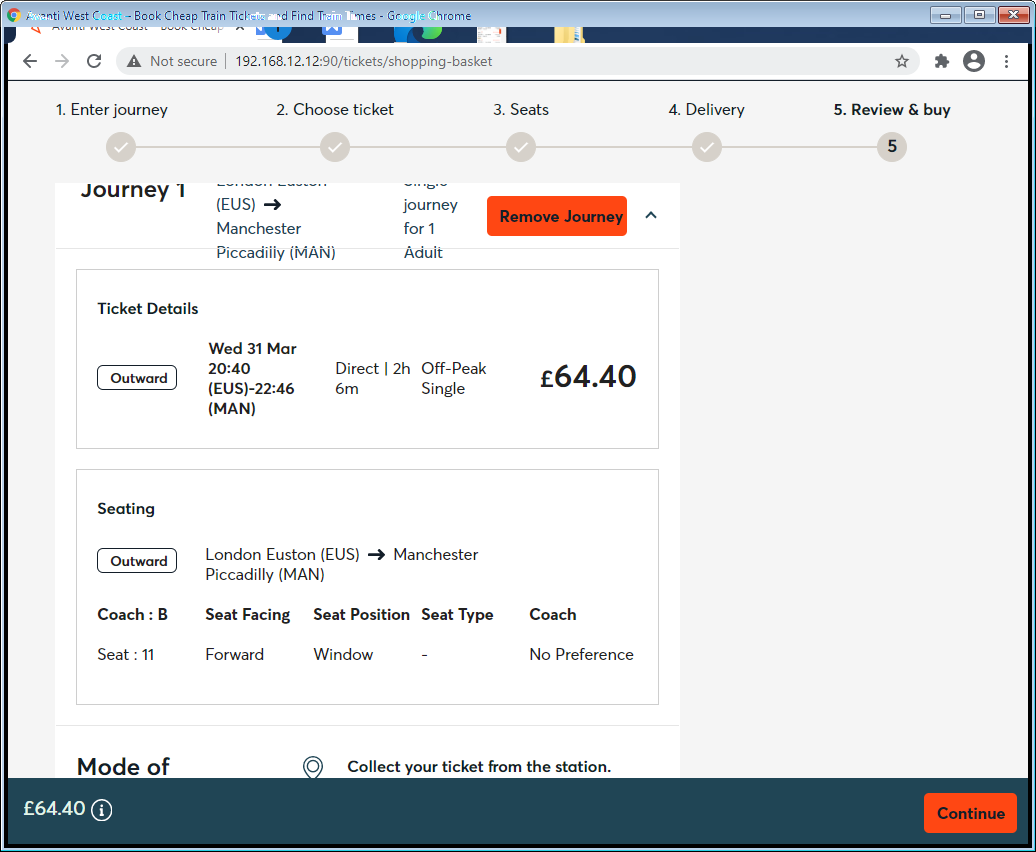 Avanti West Coast – Book Cheap Train Tickets and Find Train Times - Google Chrome
Avanti West Coast – Book Cheap
Not secure | 192.168.12.12:90/tickets/shopping-basket
1. Enter journey 2. Choose ticket 3. Seats 4. Delivery 5. Review & buy
5
Journey 1
London Euston (EUS) → Manchester Piccadilly (MAN)
Single journey for 1 Adult
Remove Journey
Ticket Details
Outward
Wed 31 Mar
20:40
(EUS)-22:46
(MAN)
Direct | 2h
6m
Off-Peak
Single
£64.40
Seating
Outward
London Euston (EUS) → Manchester
Piccadilly (MAN)
Coach : B Seat Facing Seat Position Seat Type Coach
Seat : 11 Forward Window - No Preference
Mode of
Collect your ticket from the station.
£64.40
Continue